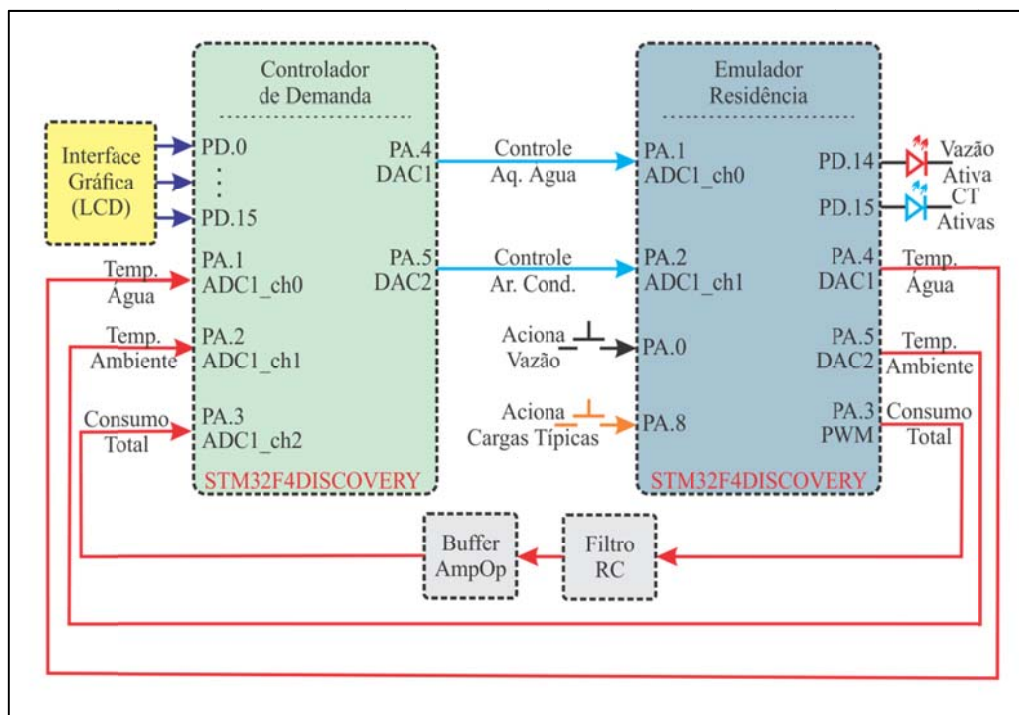 Controlador
de Demanda
Emulador
Residência
Interface
Gráfica
(LCD)
PD.0
PD.15
PA.4
DAC1
Controle
Aq. Água
PA.1
ADC1_ch0
PD.14
Vazão
Ativa
PD.15
CT
Ativas
Temp.
Água
PA.1
ADC1_ch0
PA.5
DAC2
Controle
Ar. Cond.
PA.2
ADC1_ch1
PA.4
DAC1
Temp.
Água
Temp.
Ambiente
PA.2
ADC1_ch1
Aciona
Vazão
PA.0
PA.5
DAC2
Temp.
Ambiente
Consumo
Total
PA.3
ADC1_ch2
Aciona
Cargas Típicas
PA.8
PA.3
PWM
Consumo
Total
STM32F4DISCOVERY
STM32F4DISCOVERY
Buffer
AmpOp
Filtro
RC